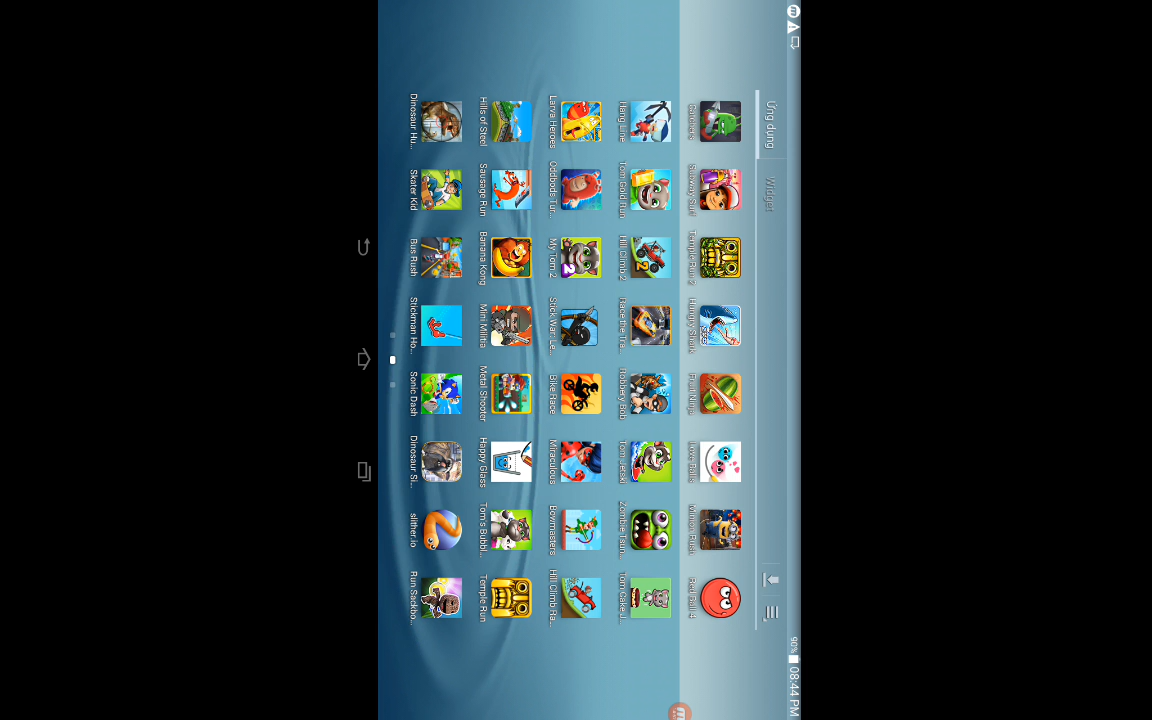 90% 08:44 PM
Ứng dụng Widget
Catchers Subway Surf Temple Run 2 Hungry Shark Fruit Ninja Love Balls Minion Rush Red Ball 4
Hang Line Tom Gold Run Hill Climb 2 Race the Tra... Robbery Bob Tom Jetski Zombie Tsun... Tom Cake J...
Larva Heroes Oddbods Tur... My Tom 2 Stick War: Le... Bike Race Miraculous Bowmasters Hill Climb Ra...
Hills of Steel Sausage Run Banana Kong Mini Militia Metal Shooter Happy Glass Tom's Bubbl... Temple Run
Dinosaur Hu... Skater Kid Bus Rush Stickman Ho... Sonic Dash Dinosaur Si... slither.io Run Sackbo...